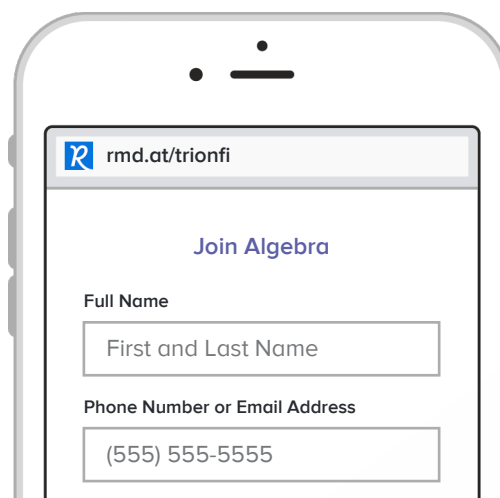 rmd.at/trionfi
Join Algebra
Full Name
First and Last Name
Phone Number or Email Address
(555) 555-5555